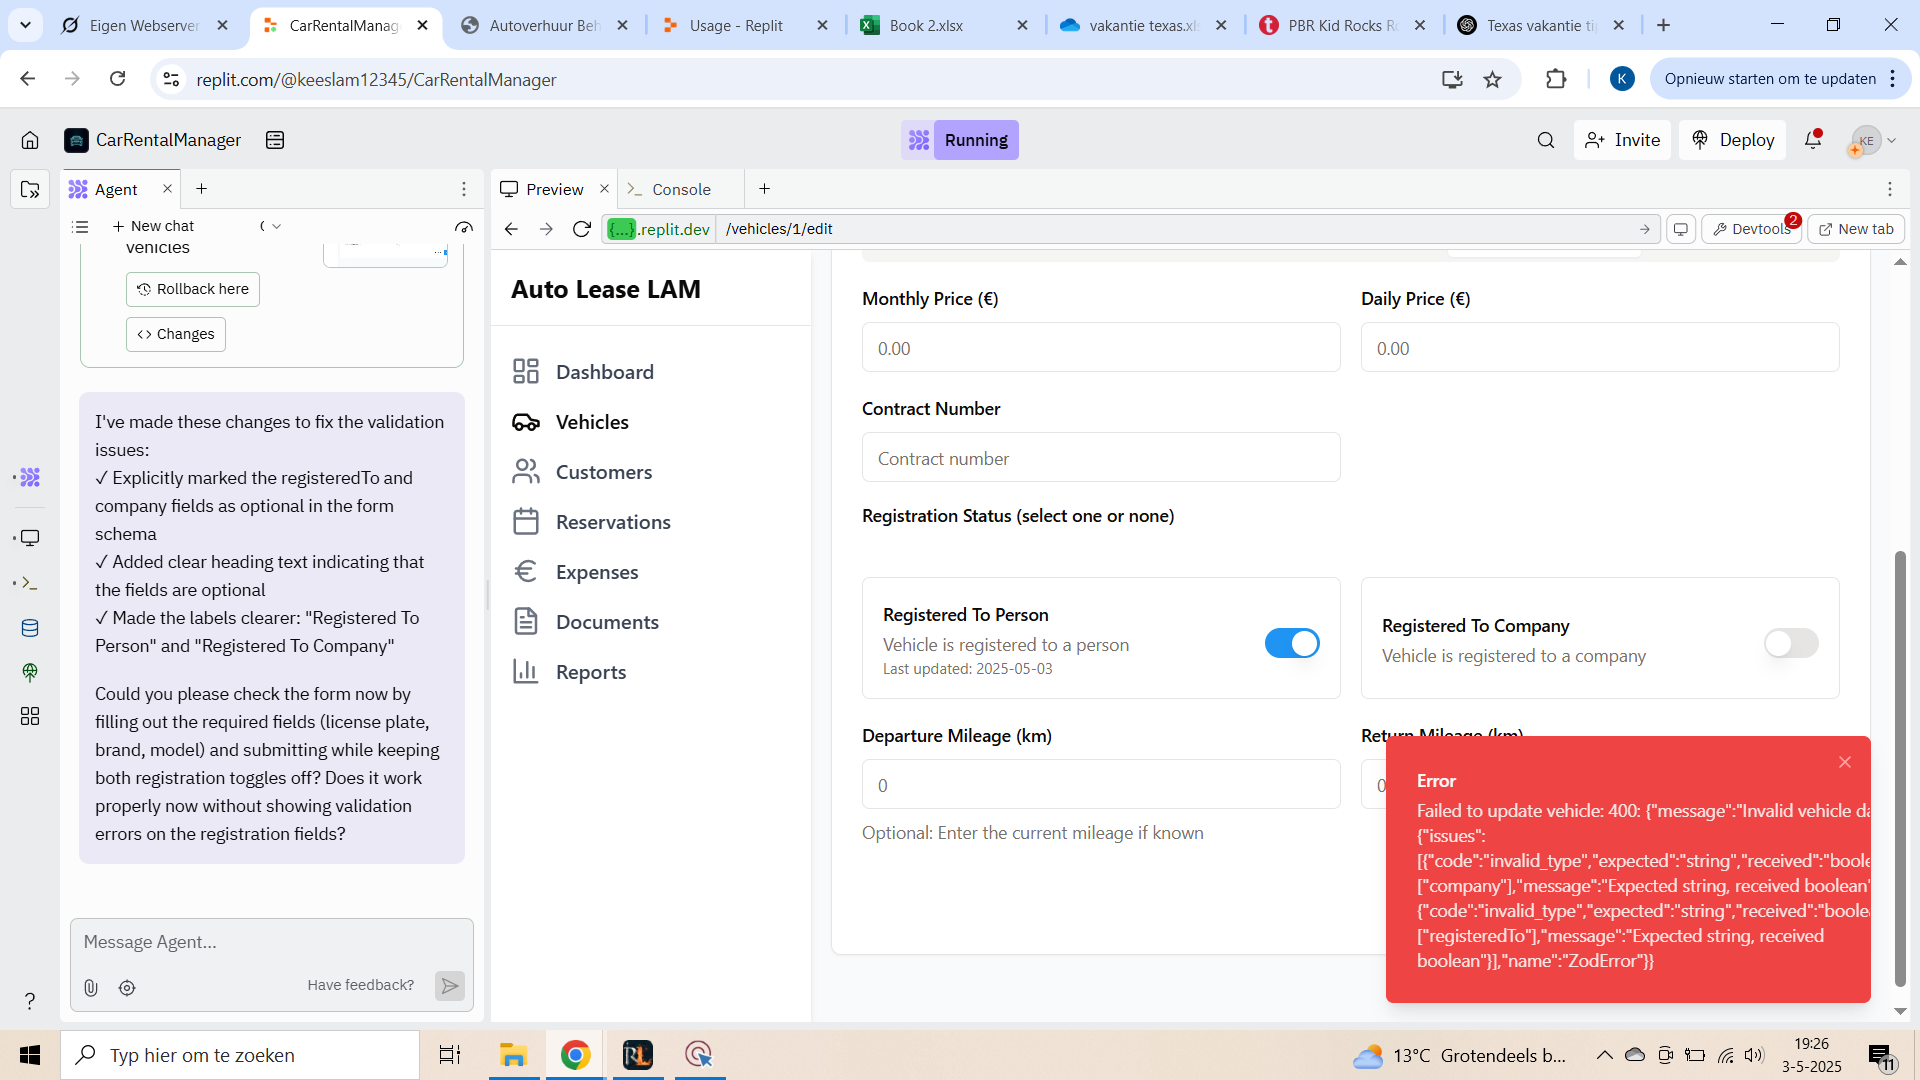 Eigen Webserver
CarRentalManag
Autoverhuur Beh
Usage - Replit
Book 2.xlsx
vakantie texas.xls
PBR Kid Rocks Ro
Texas vakantie tip
replit.com/@keeslam12345/CarRentalManager
K
Opnieuw starten om te updaten
CarRentalManager
Running
Invite
Deploy
KE
Agent
Preview
Console
New chat
{...}.replit.dev
/vehicles/1/edit
Devtools
2
New tab
vehicles
Rollback here
Changes
I've made these changes to fix the validation
issues:
✓ Explicitly marked the registeredTo and
company fields as optional in the form
schema
✓ Added clear heading text indicating that
the fields are optional
✓ Made the labels clearer: "Registered To
Person" and "Registered To Company"
Could you please check the form now by
filling out the required fields (license plate,
brand, model) and submitting while keeping
both registration toggles off? Does it work
properly now without showing validation
errors on the registration fields?
Message Agent...
Have feedback?
?
Auto Lease LAM
Dashboard
Vehicles
Customers
Reservations
Expenses
Documents
Reports
Monthly Price (€)
Daily Price (€)
0.00
0.00
Contract Number
Contract number
Registration Status (select one or none)
Registered To Person
Vehicle is registered to a person
Last updated: 2025-05-03
Registered To Company
Vehicle is registered to a company
Departure Mileage (km)
Return Mileage (km)
0
0
Optional: Enter the current mileage if known
Error
Failed to update vehicle: 400: {"message":"Invalid vehicle da
{"issues":
[{"code":"invalid_type","expected":"string","received":"boole
["company"],"message":"Expected string, received boolean"
{"code":"invalid_type","expected":"string","received":"boolea
["registeredTo"],"message":"Expected string, received
boolean"}],"name":"ZodError"}}
Typ hier om te zoeken
13°C Grotendeels b...
19:26
3-5-2025
11